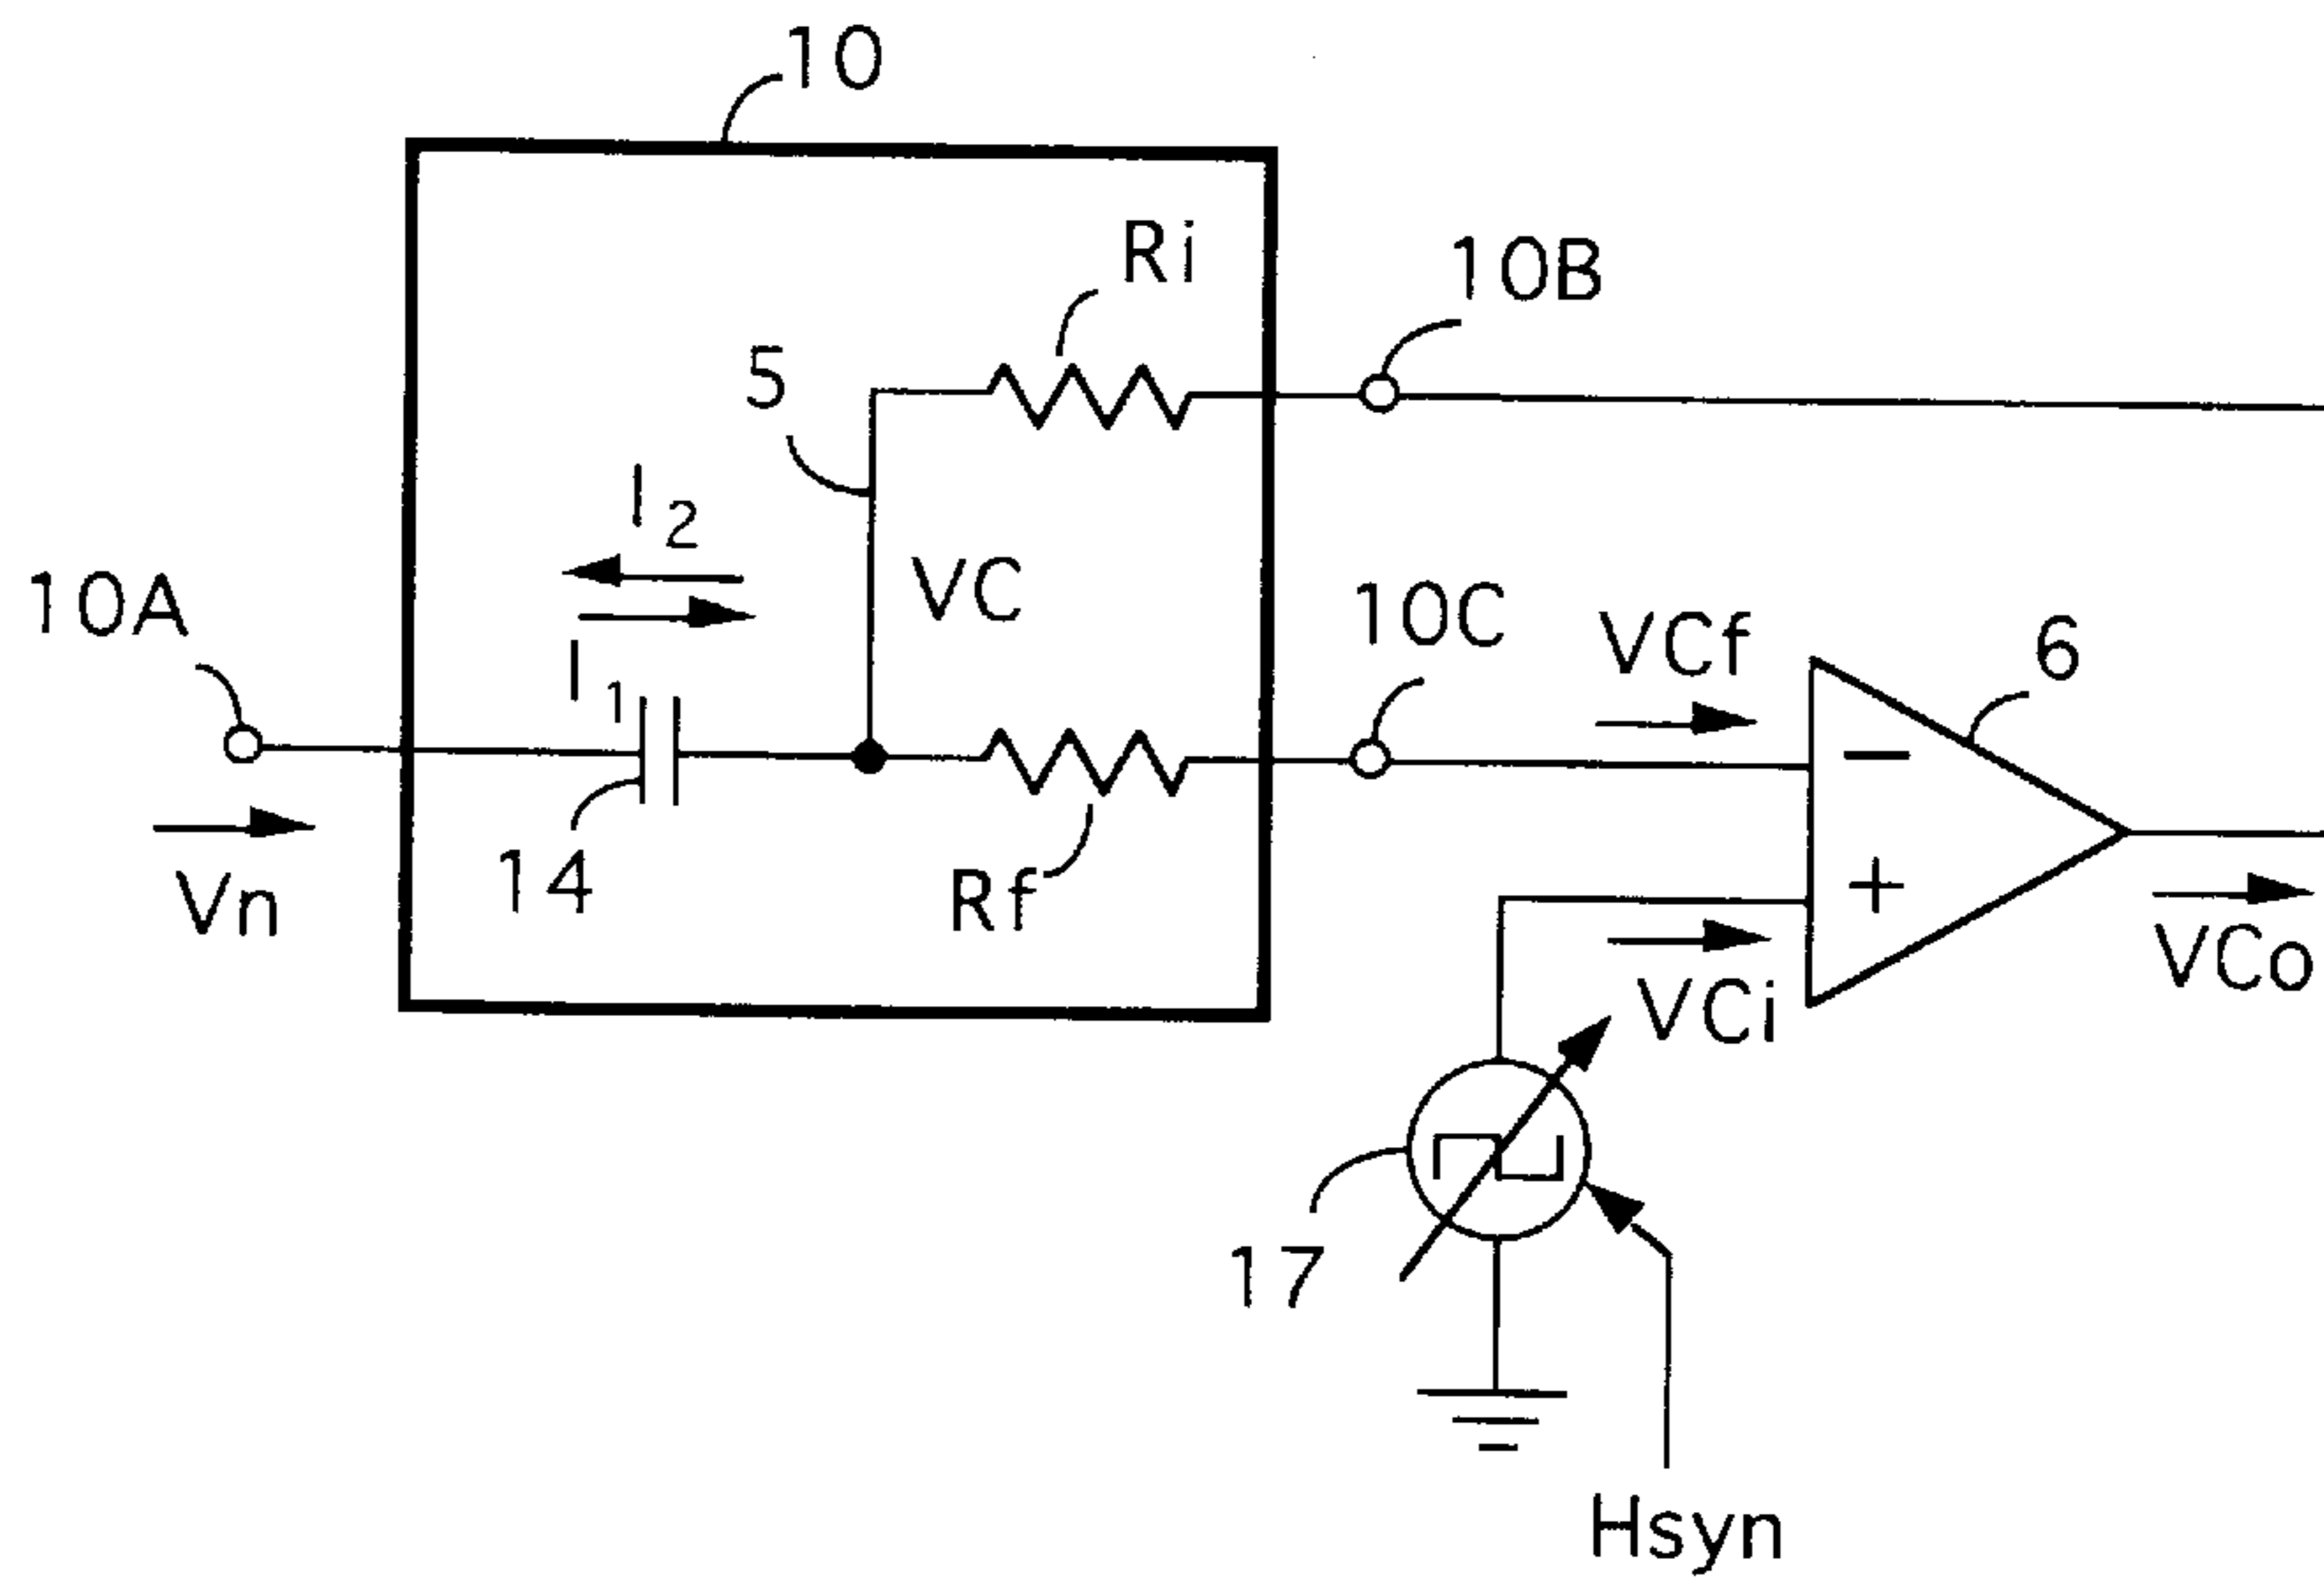 10
Ri
10B
5
I2
VC
10A
10C
VCf
6
I1
−
Vn
14
Rf
+
VCi
VCo
17
Hsyn